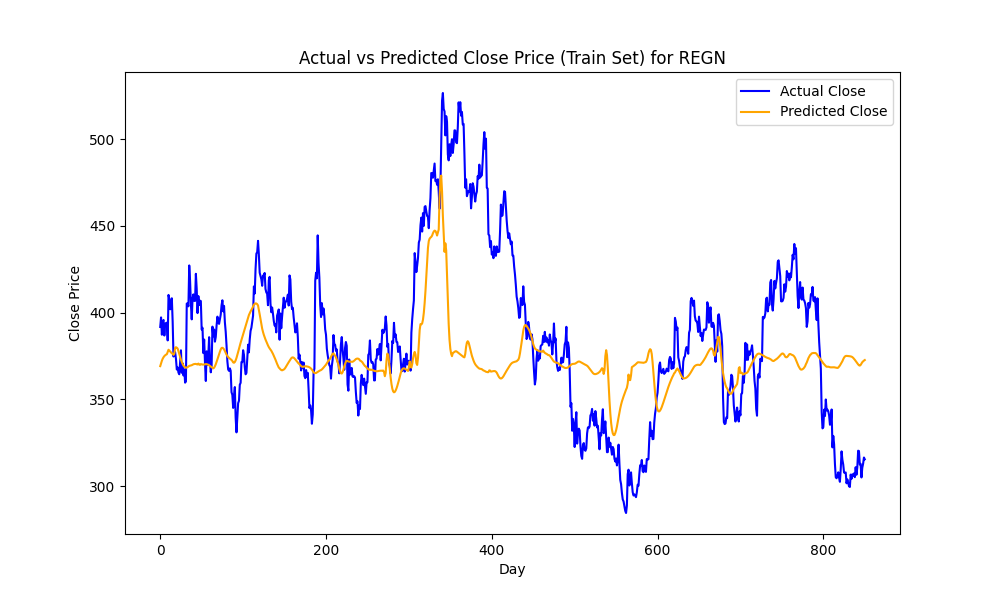 Actual vs Predicted Close Price (Train Set) for REGN
Actual Close
Predicted Close
500
450
400
350
300
Close Price
0 200 400 600 800
Day